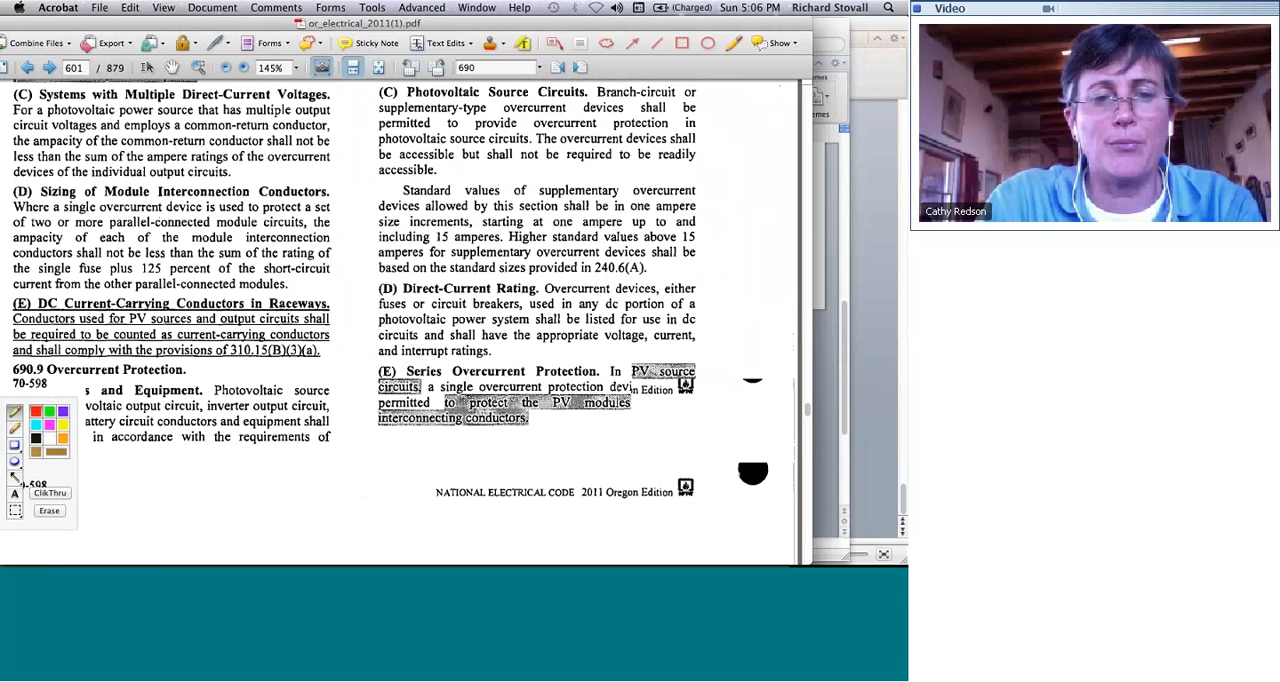 Acrobat File Edit View Document Comments Forms Tools Advanced Window Help (Charged) Sun 5:06 PM Richard Stovall
or_electrical_2011(1).pdf
Combine Files Export Forms Sticky Note Text Edits Show
601 / 879 145% 690
(C) Systems with Multiple Direct-Current Voltages.
For a photovoltaic power source that has multiple output
circuit voltages and employs a common-return conductor,
the ampacity of the common-return conductor shall not be
less than the sum of the ampere ratings of the overcurrent
devices of the individual output circuits.
(D) Sizing of Module Interconnection Conductors.
Where a single overcurrent device is used to protect a set
of two or more parallel-connected module circuits, the
ampacity of each of the module interconnection
conductors shall not be less than the sum of the rating of
the single fuse plus 125 percent of the short-circuit
current from the other parallel-connected modules.
(E) DC Current-Carrying Conductors in Raceways.
Conductors used for PV sources and output circuits shall
be required to be counted as current-carrying conductors
and shall comply with the provisions of 310.15(B)(3)(a).
690.9 Overcurrent Protection.
70-598
s and Equipment. Photovoltaic source
voltaic output circuit, inverter output circuit,
attery circuit conductors and equipment shall
in accordance with the requirements of
0-598
ClikThru
A
Erase
(C) Photovoltaic Source Circuits. Branch-circuit or
supplementary-type overcurrent devices shall be
permitted to provide overcurrent protection in
photovoltaic source circuits. The overcurrent devices shall
be accessible but shall not be required to be readily
accessible.
Standard values of supplementary overcurrent
devices allowed by this section shall be in one ampere
size increments, starting at one ampere up to and
including 15 amperes. Higher standard values above 15
amperes for supplementary overcurrent devices shall be
based on the standard sizes provided in 240.6(A).
(D) Direct-Current Rating. Overcurrent devices, either
fuses or circuit breakers, used in any dc portion of a
photovoltaic power system shall be listed for use in dc
circuits and shall have the appropriate voltage, current,
and interrupt ratings.
(E) Series Overcurrent Protection. In PV source
circuits, a single overcurrent protection devi
n Edition
permitted to protect the PV modules
interconnecting conductors.
NATIONAL ELECTRICAL CODE 2011 Oregon Edition
emes
emes
Video
Cathy Redson